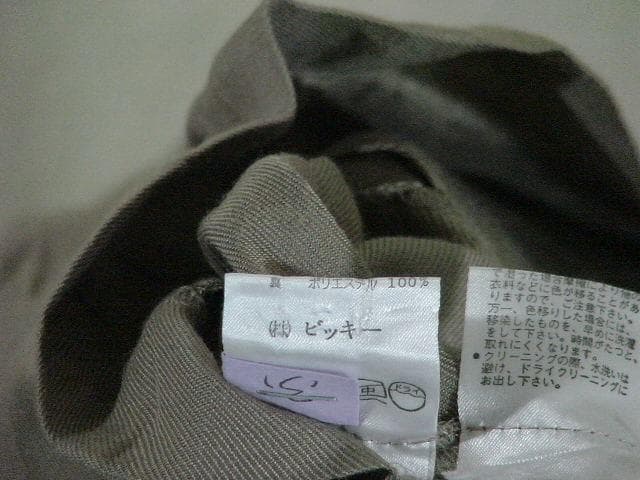 裏 ポリエステル 100%
㈱ ピッキー
ドライ
衣料などに色が移ることがあ
りますので、ご注意下さい。
万一、色移りした場合には、
移染したものを、早めに洗濯
をして下さい。時間がたつと、
取れにくくなります。
●クリーニングの際、水洗いは
避け、ドライクリーニングに
お出し下さい。